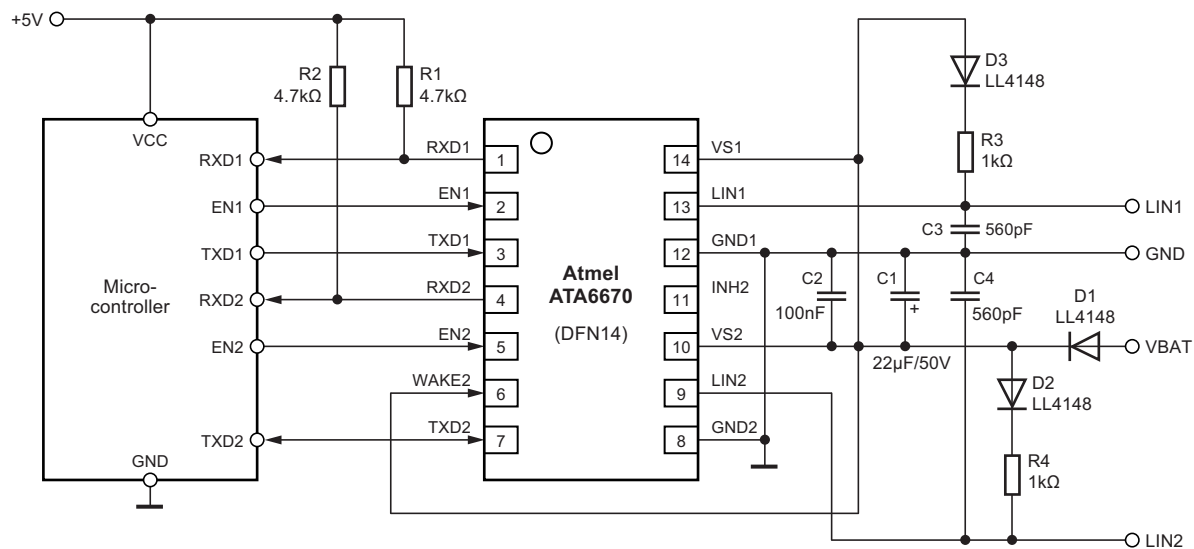 +5V
R2
4.7kΩ
R1
4.7kΩ
D3
LL4148
VCC
RXD1
RXD1
1
14
VS1
R3
1kΩ
EN1
EN1
2
13
LIN1
LIN1
C3
560pF
TXD1
TXD1
3
12
GND1
GND
Micro-
controller
Atmel
ATA6670
(DFN14)
RXD2
RXD2
4
11
INH2
C2
100nF
C1
+
22µF/50V
C4
560pF
D1
LL4148
EN2
EN2
5
10
VS2
VBAT
WAKE2
6
9
LIN2
D2
LL4148
TXD2
TXD2
7
8
GND2
GND
R4
1kΩ
LIN2